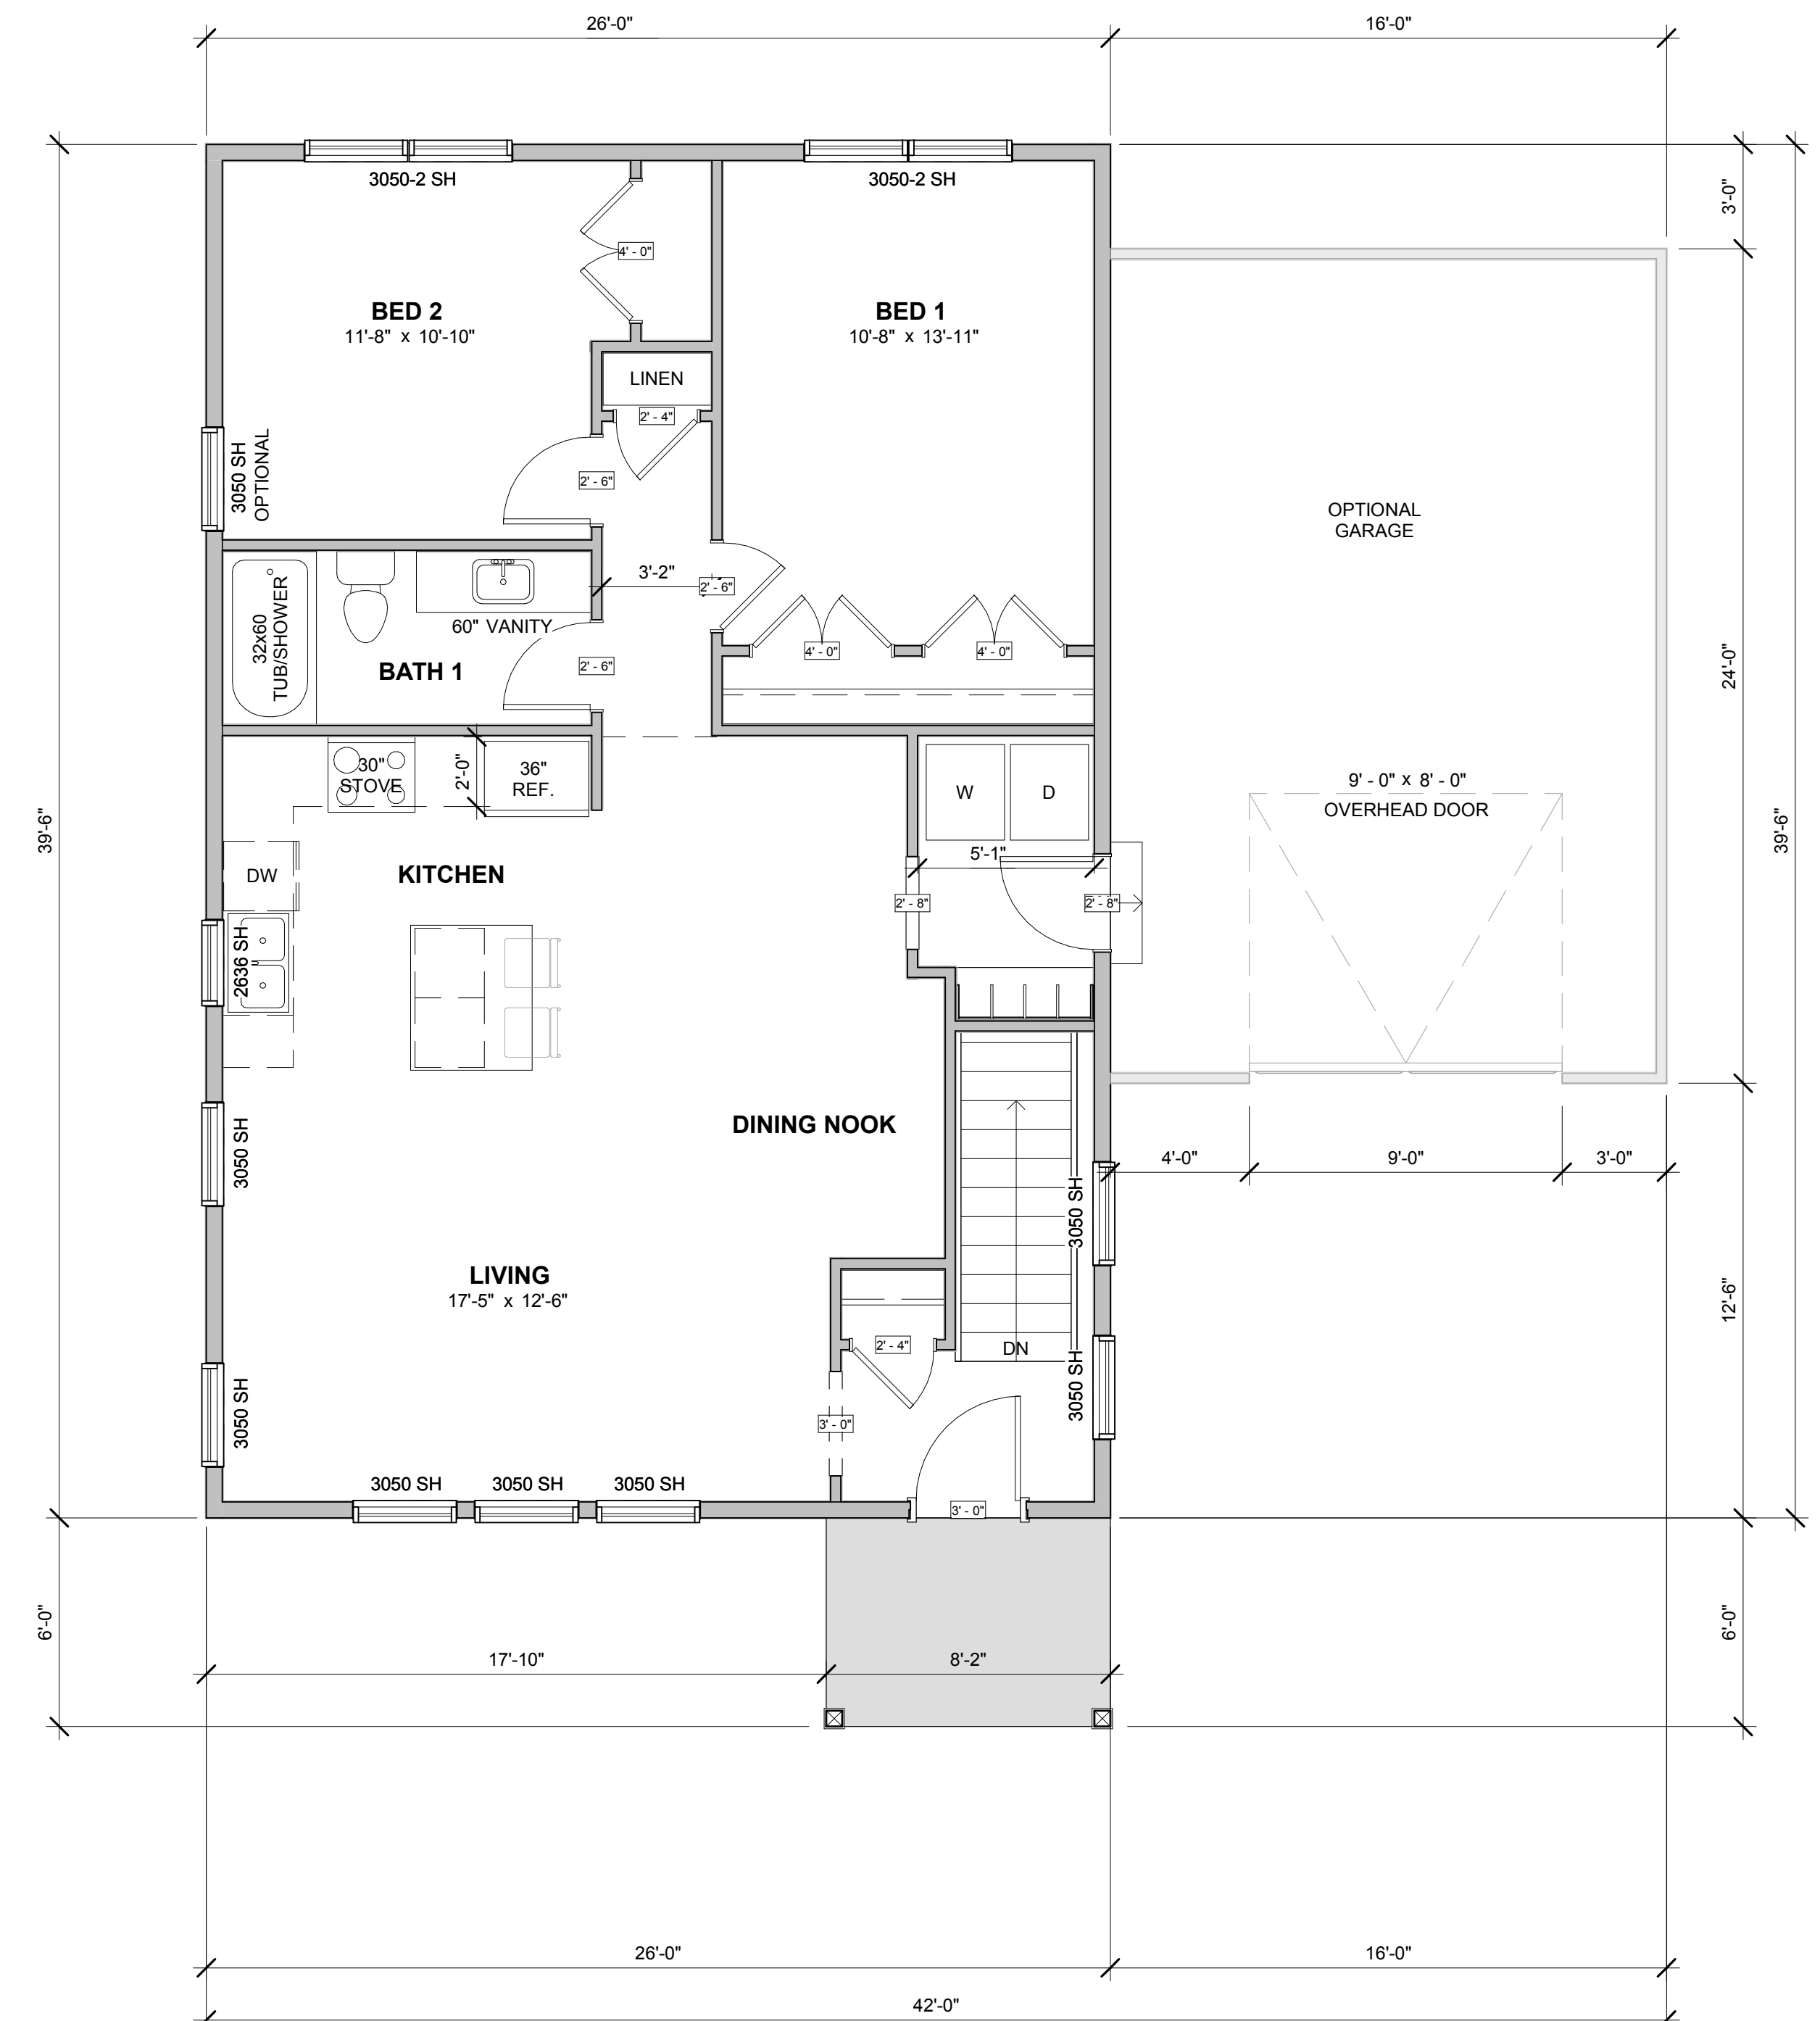 26'-0"
16'-0"
3050-2 SH
3050-2 SH
3'-0"
4' - 0"
BED 2
11'-8" x 10'-10"
BED 1
10'-8" x 13'-11"
LINEN
2' - 4"
3050 SH
OPTIONAL
2' - 6"
OPTIONAL
GARAGE
3'-2"
2' - 6"
32x60
TUB/SHOWER
60" VANITY
BATH 1
2' - 6"
4' - 0"
4' - 0"
24'-0"
30"
STOVE
2'-0"
36"
REF.
W
D
9' - 0" x 8' - 0"
OVERHEAD DOOR
39'-6"
39'-6"
5'-1"
DW
KITCHEN
2' - 8"
2' - 8"
2636 SH
DINING NOOK
3050 SH
4'-0"
9'-0"
3'-0"
3050 SH
LIVING
17'-5" x 12'-6"
12'-6"
2' - 4"
DN
3050 SH
3050 SH
3' - 0"
3050 SH
3050 SH
3050 SH
3' - 0"
6'-0"
6'-0"
17'-10"
8'-2"
26'-0"
16'-0"
42'-0"